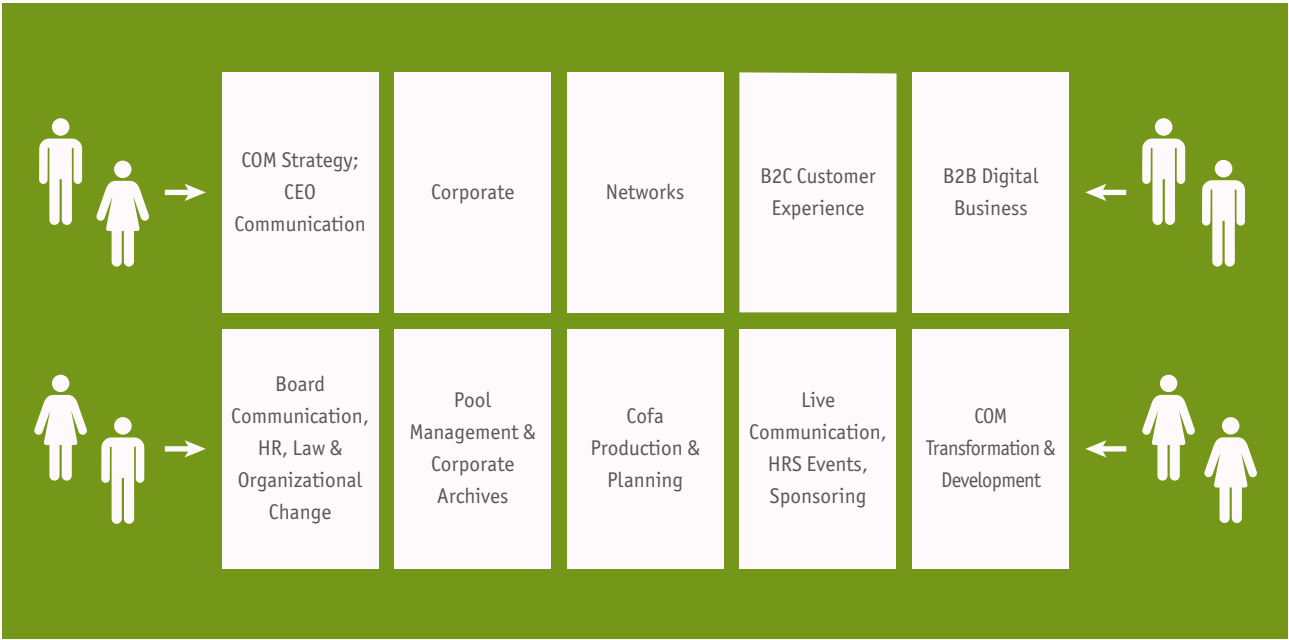 COM Strategy;
CEO
Communication
Corporate
Networks
B2C Customer
Experience
B2B Digital
Business
Board
Communication,
HR, Law &
Organizational
Change
Pool
Management &
Corporate
Archives
Cofa
Production &
Planning
Live
Communication,
HRS Events,
Sponsoring
COM
Transformation &
Development